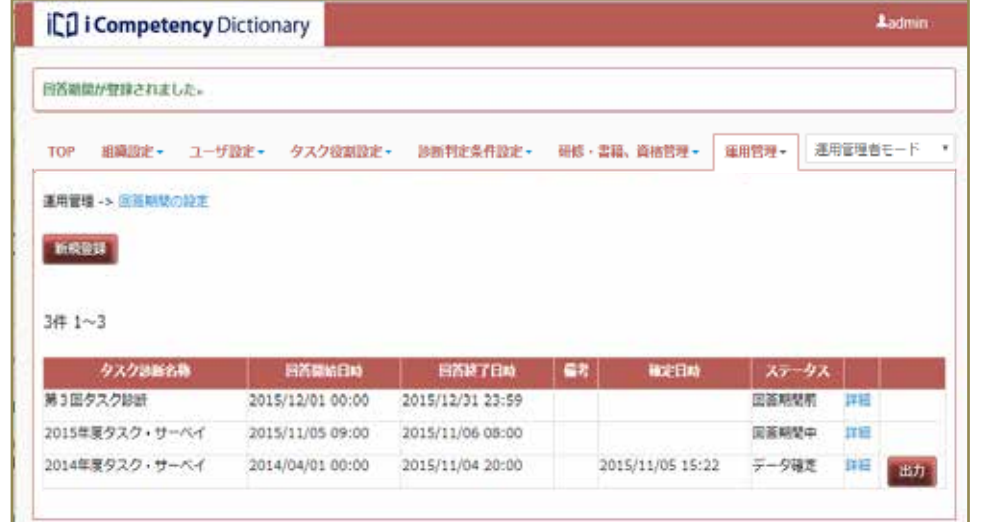 iCD i Competency Dictionary
admin
回答期間が登録されました。
TOP 組織設定 ユーザ設定 タスク役割設定 診断判定条件設定 研修・書籍、資格管理 運用管理 運用管理者モード
運用管理 -> 回答期間の設定
新規登録
3件 1～3
タスク診断名称 回答開始日時 回答終了日時 備考 確定日時 ステータス
第3回タスク診断 2015/12/01 00:00 2015/12/31 23:59 回答期間前 詳細
2015年度タスク・サーベイ 2015/11/05 09:00 2015/11/06 08:00 回答期間中 詳細
2014年度タスク・サーベイ 2014/04/01 00:00 2015/11/04 20:00 2015/11/05 15:22 データ確定 詳細 出力